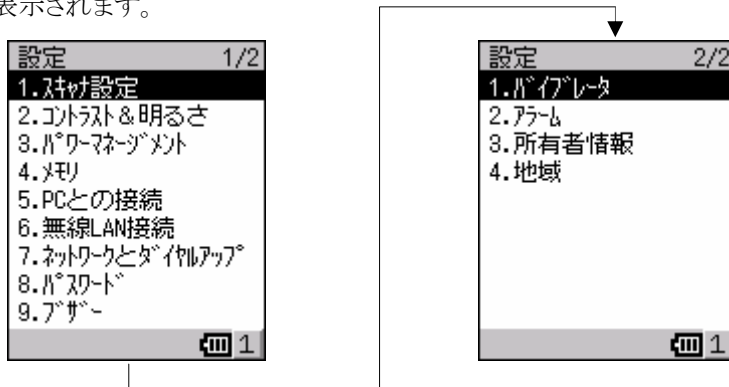 表示されます。
設定 1/2
1.ｽｷｬﾅ設定
2.ｺﾝﾄﾗｽﾄ&明るさ
3.ﾊﾟﾜｰﾏﾈｰｼﾞﾒﾝﾄ
4.ﾒﾓﾘ
5.PCとの接続
6.無線LAN接続
7.ﾈｯﾄﾜｰｸとﾀﾞｲﾔﾙｱｯﾌﾟ
8.ﾊﾟｽﾜｰﾄﾞ
9.ﾌﾞｻﾞｰ
1
設定 2/2
1.ﾊﾞｲﾌﾞﾚｰﾀ
2.ｱﾗｰﾑ
3.所有者情報
4.地域
1